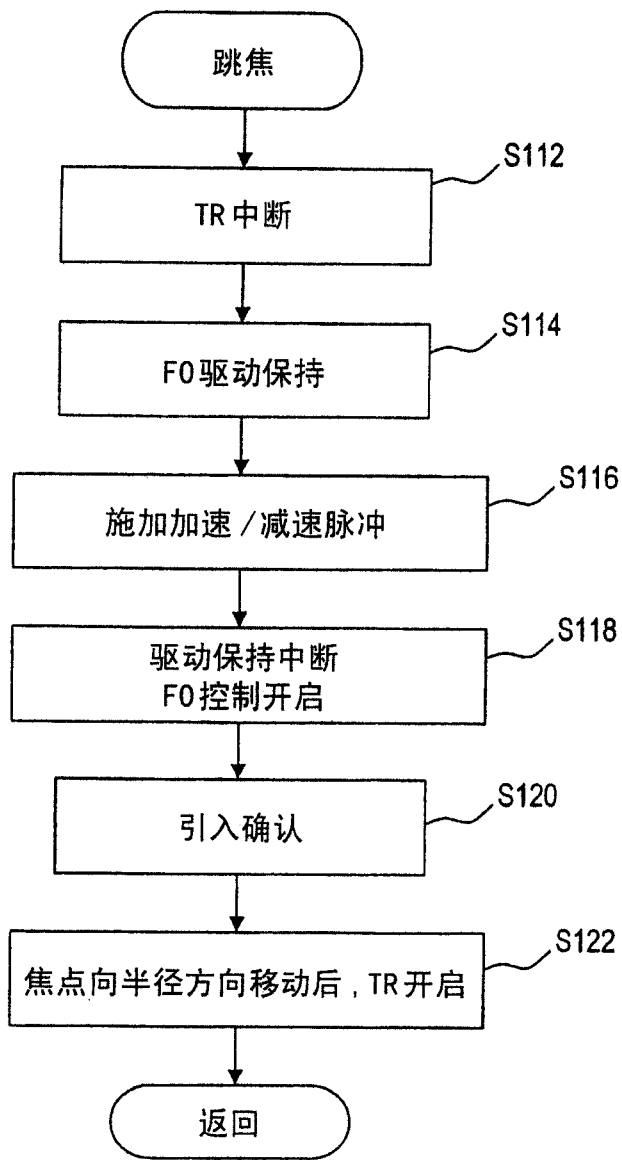 跳焦
S112
TR中断
S114
FO驱动保持
S116
施加加速/减速脉冲
S118
驱动保持中断
FO控制开启
S120
引入确认
S122
焦点向半径方向移动后,TR开启
返回